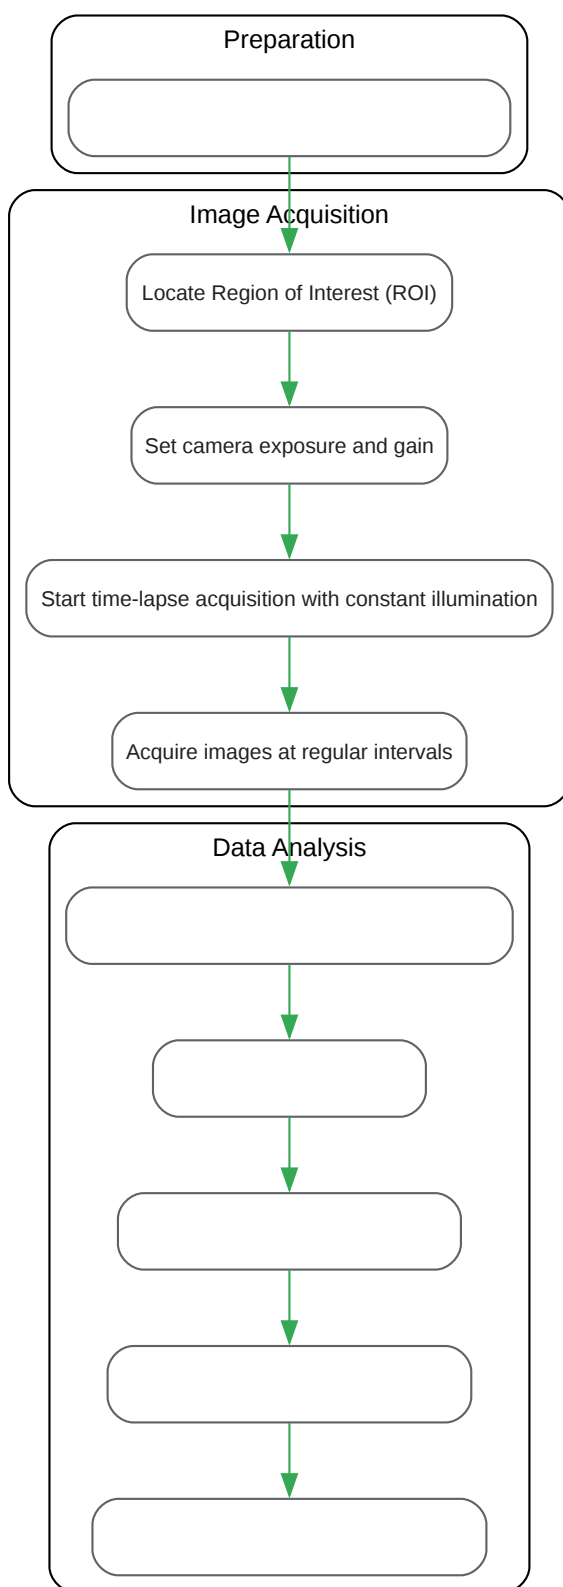 Preparation
Image Acquisition
Locate Region of Interest (ROI)
Set camera exposure and gain
Start time-lapse acquisition with constant illumination
Acquire images at regular intervals
Data Analysis